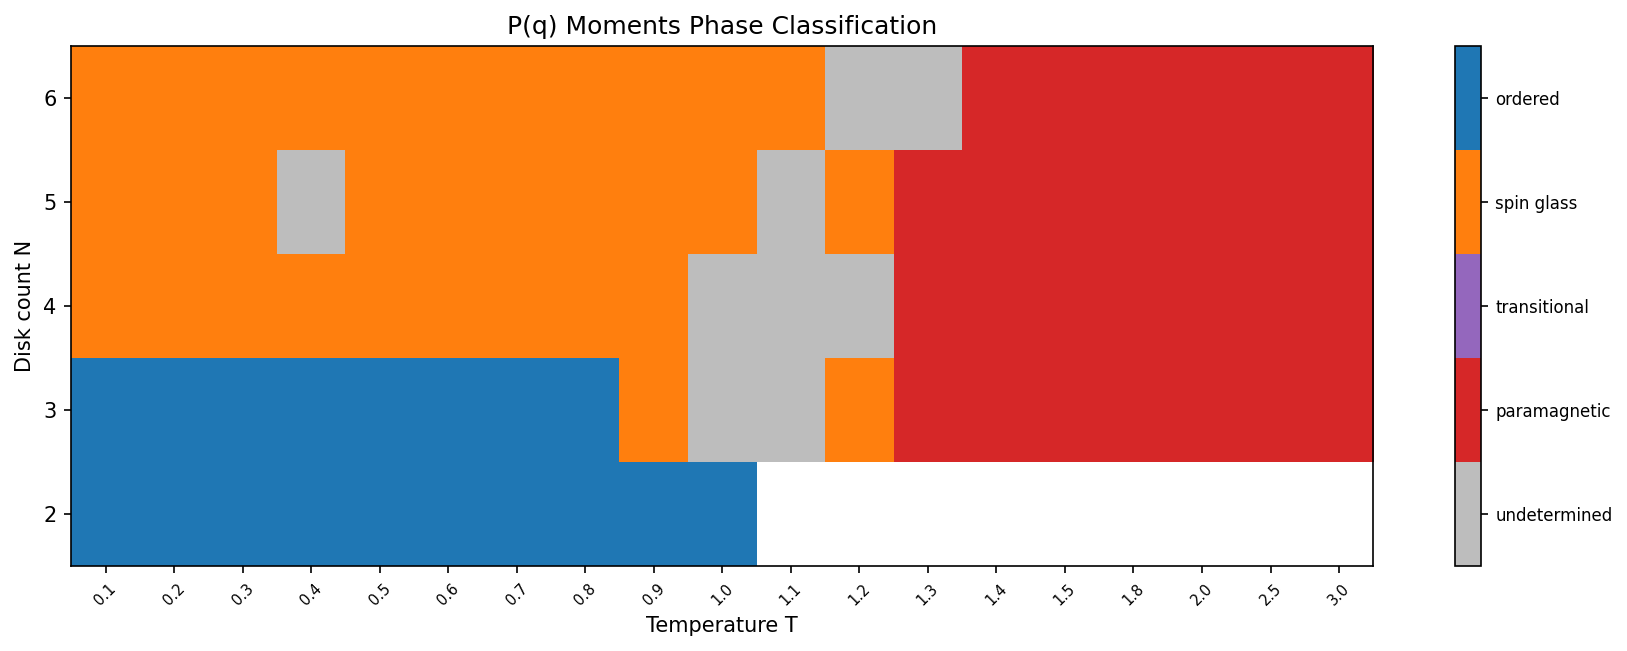 P(q) Moments Phase Classification
Disk count N
6
5
4
3
2
0.1 0.2 0.3 0.4 0.5 0.6 0.7 0.8 0.9 1.0 1.1 1.2 1.3 1.4 1.5 1.8 2.0 2.5 3.0
Temperature T
ordered
spin glass
transitional
paramagnetic
undetermined